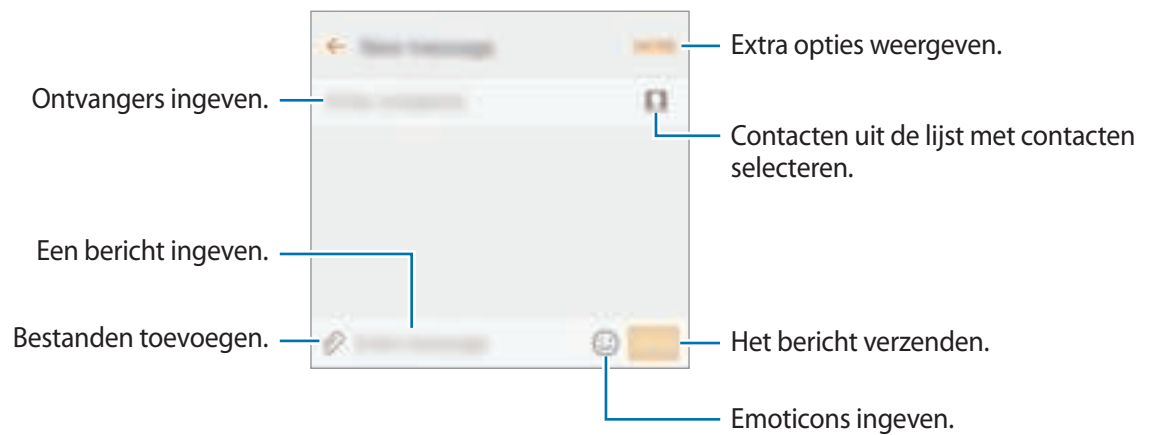 Extra opties weergeven.
Ontvangers ingeven.
Contacten uit de lijst met contacten
selecteren.
Een bericht ingeven.
Bestanden toevoegen.
Het bericht verzenden.
Emoticons ingeven.